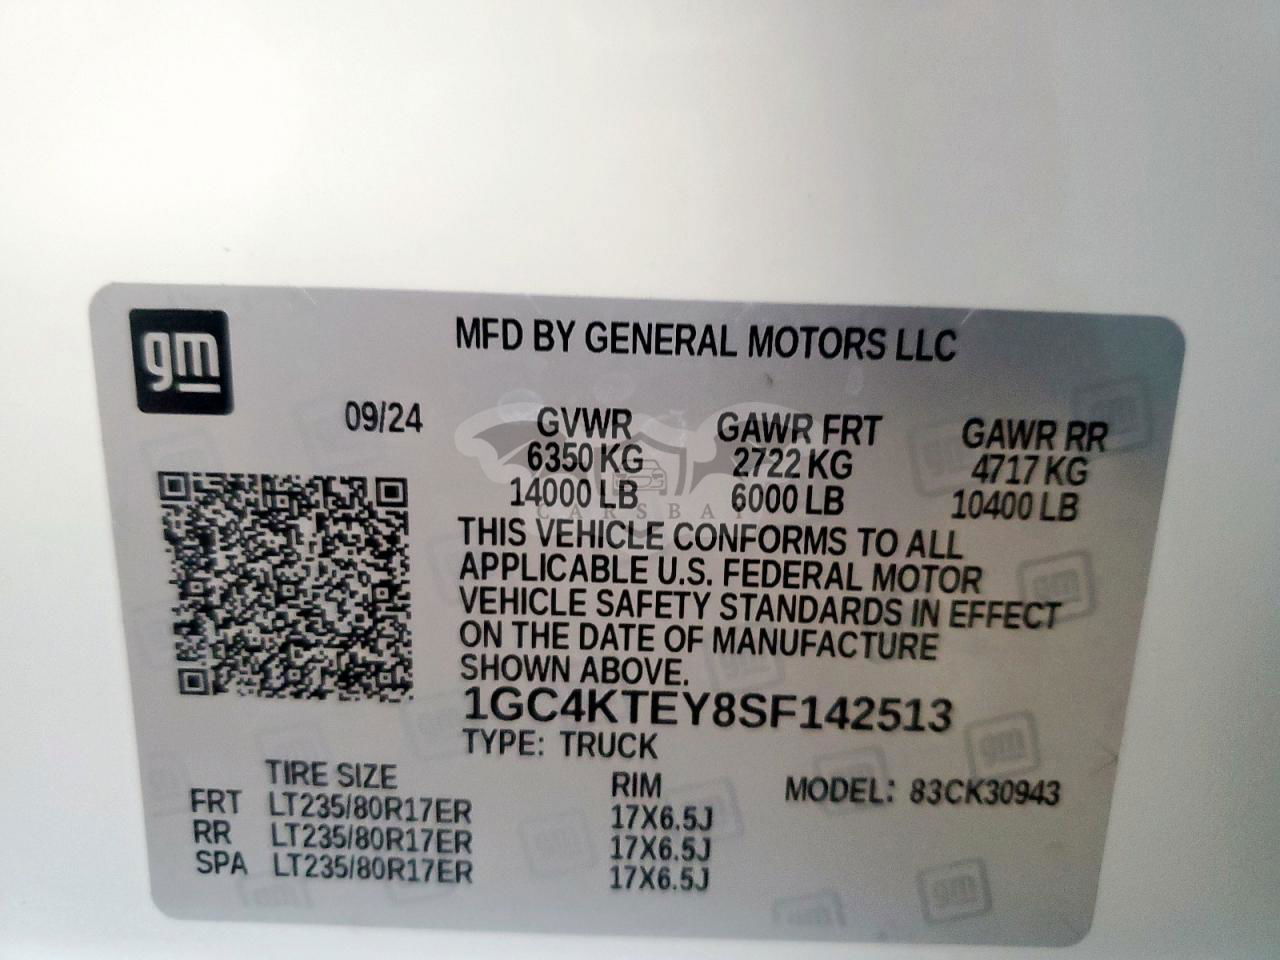 gm
MFD BY GENERAL MOTORS LLC
09/24 GVWR GAWR FRT GAWR RR
6350 KG 2722 KG 4717 KG
14000 LB 6000 LB 10400 LB
CARSBAY
THIS VEHICLE CONFORMS TO ALL
APPLICABLE U.S. FEDERAL MOTOR
VEHICLE SAFETY STANDARDS IN EFFECT
ON THE DATE OF MANUFACTURE
SHOWN ABOVE.
1GC4KTEY8SF142513
TYPE: TRUCK
TIRE SIZE RIM MODEL: 83CK30943
FRT LT235/80R17ER 17X6.5J
RR LT235/80R17ER 17X6.5J
SPA LT235/80R17ER 17X6.5J